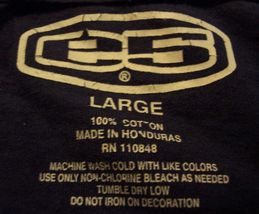 ®
LARGE
100% COTTON
MADE IN HONDURAS
RN 110848
MACHINE WASH COLD WITH LIKE COLORS
USE ONLY NON-CHLORINE BLEACH AS NEEDED
TUMBLE DRY LOW
DO NOT IRON ON DECORATION